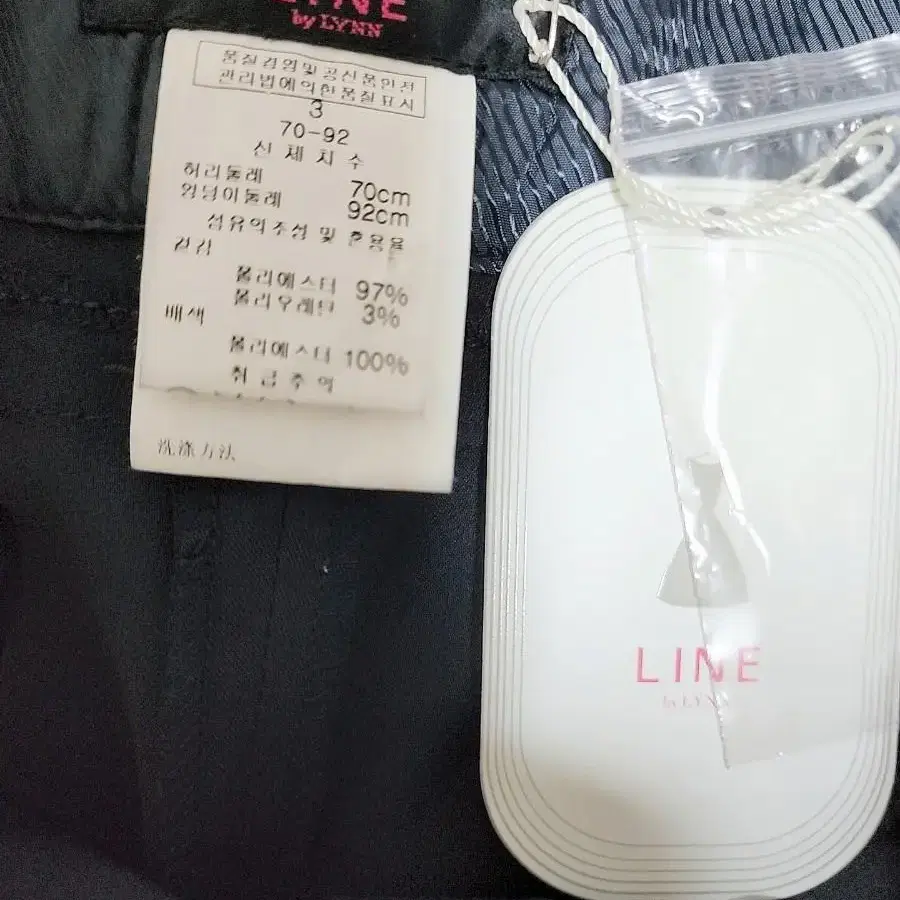 LINE
by LYNN
품질경영및공산품안전
관리법에의한품질표시
3
70-92
신 체 치 수
허리둘레 70cm
엉덩이둘레 92cm
섬유의조성 및 혼용율
겉감
폴리에스터 97%
폴리우레탄 3%
배색
폴리에스터 100%
취 급 주 의
洗涤方法
LINE
by LYNN